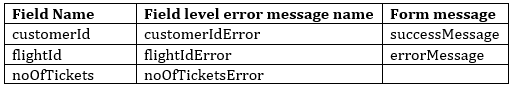 Field Name Field level error message name Form message
customerId customerIdError successMessage
flightId flightIdError errorMessage
noOfTickets noOfTicketsError